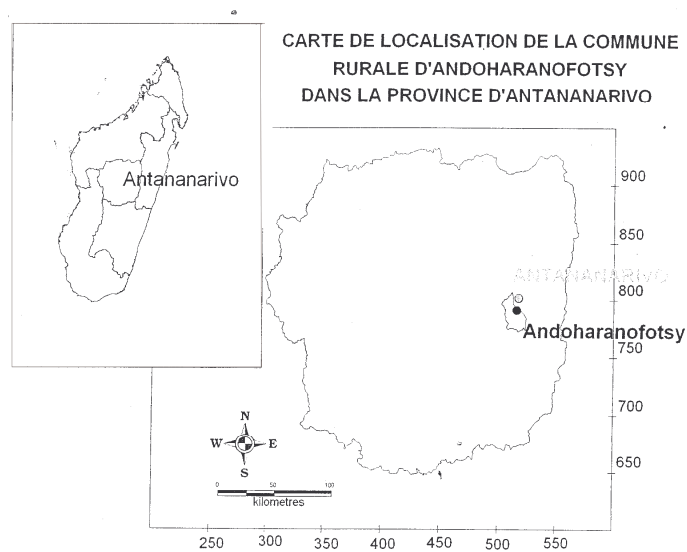 CARTE DE LOCALISATION DE LA COMMUNE
RURALE D'ANDOHARANOFOTSY
DANS LA PROVINCE D'ANTANANARIVO
Antananarivo
900
850
ANTANANARIVO
800
Andoharanofotsy
750
700
650
N
W E
S
0 50 100
kilometres
250 300 350 400 450 500 550